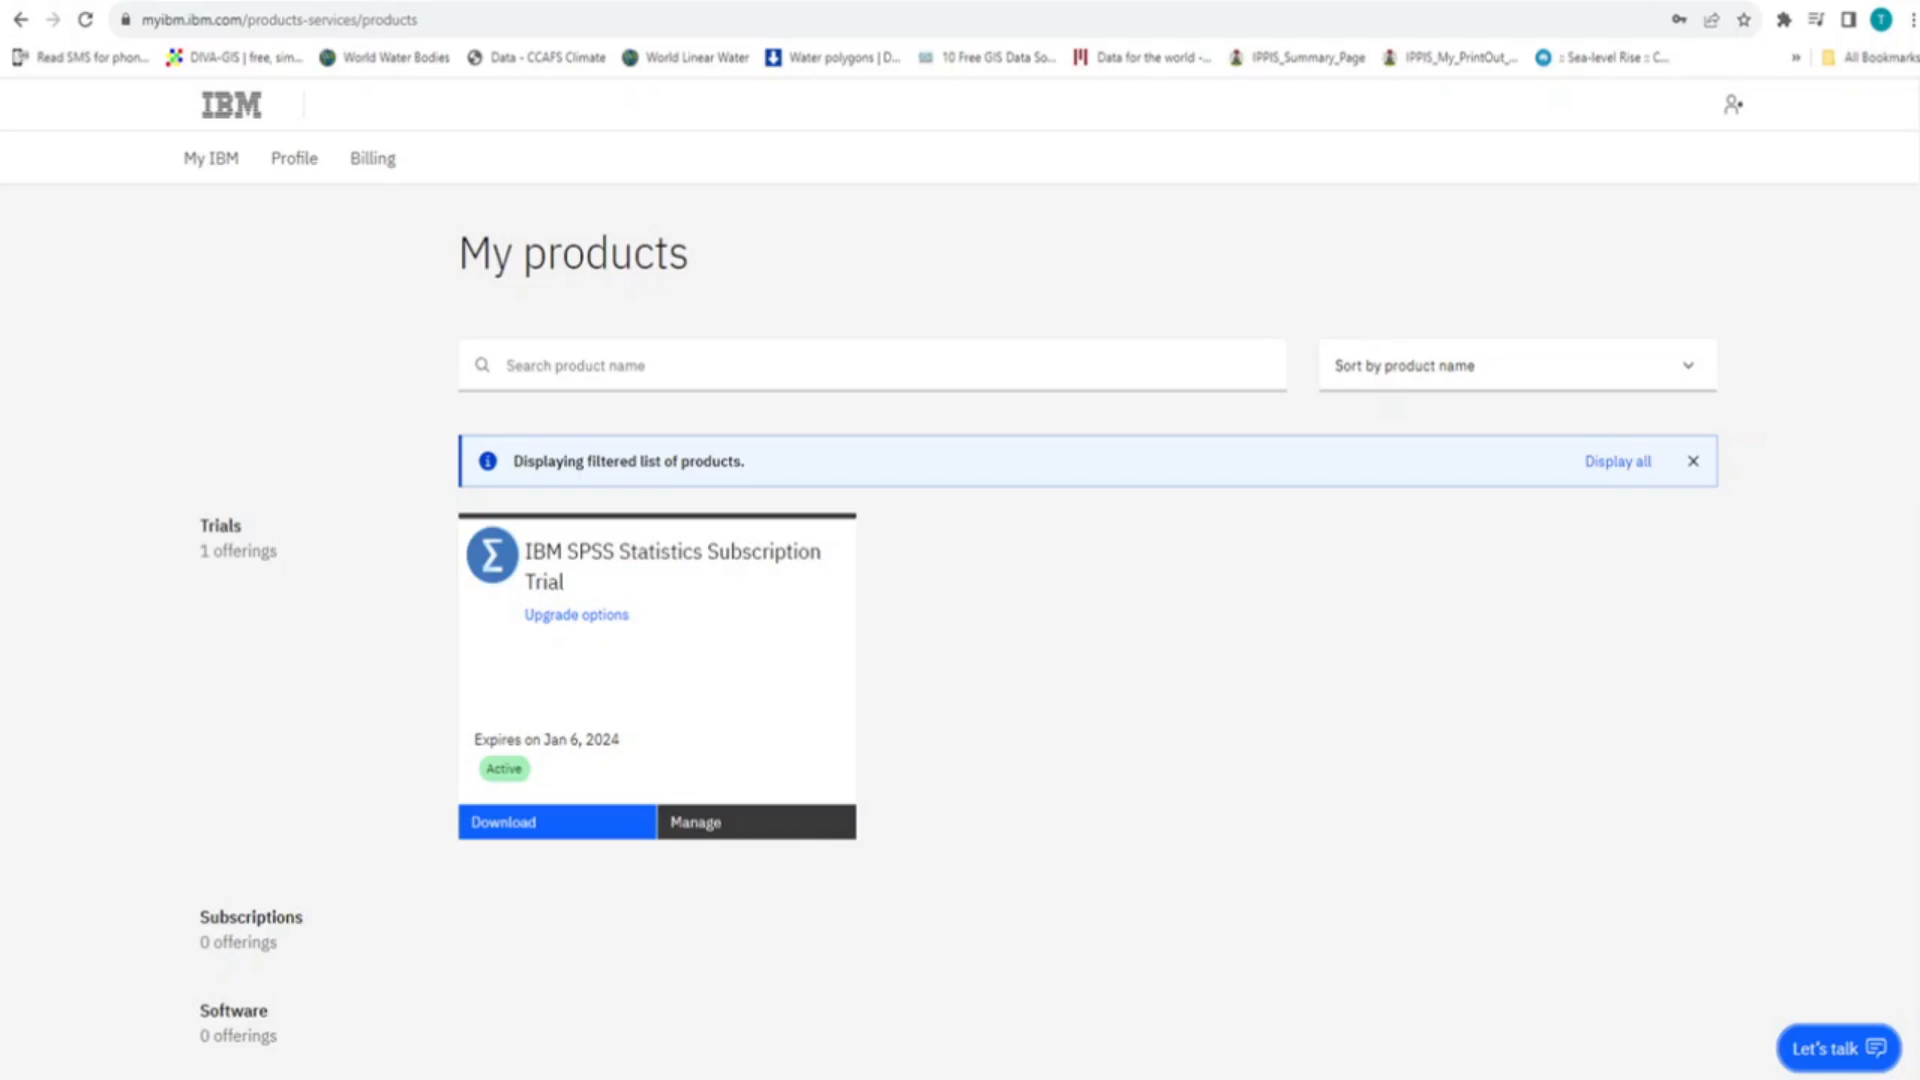 myibm.ibm.com/products-services/products
Read SMS for phon... DIVA-GIS | free, sim... World Water Bodies Data - CCAFS Climate World Linear Water Water polygons | D... 10 Free GIS Data So... Data for the world -... IPPIS_Summary_Page IPPIS_My_PrintOut_... :: Sea-level Rise :: C... » All Bookmarks
T
IBM
My IBM Profile Billing
My products
Search product name
Sort by product name
Displaying filtered list of products.
Display all
Trials
1 offerings
IBM SPSS Statistics Subscription
Trial
Upgrade options
Expires on Jan 6, 2024
Active
Download
Manage
Subscriptions
0 offerings
Software
0 offerings
Let's talk